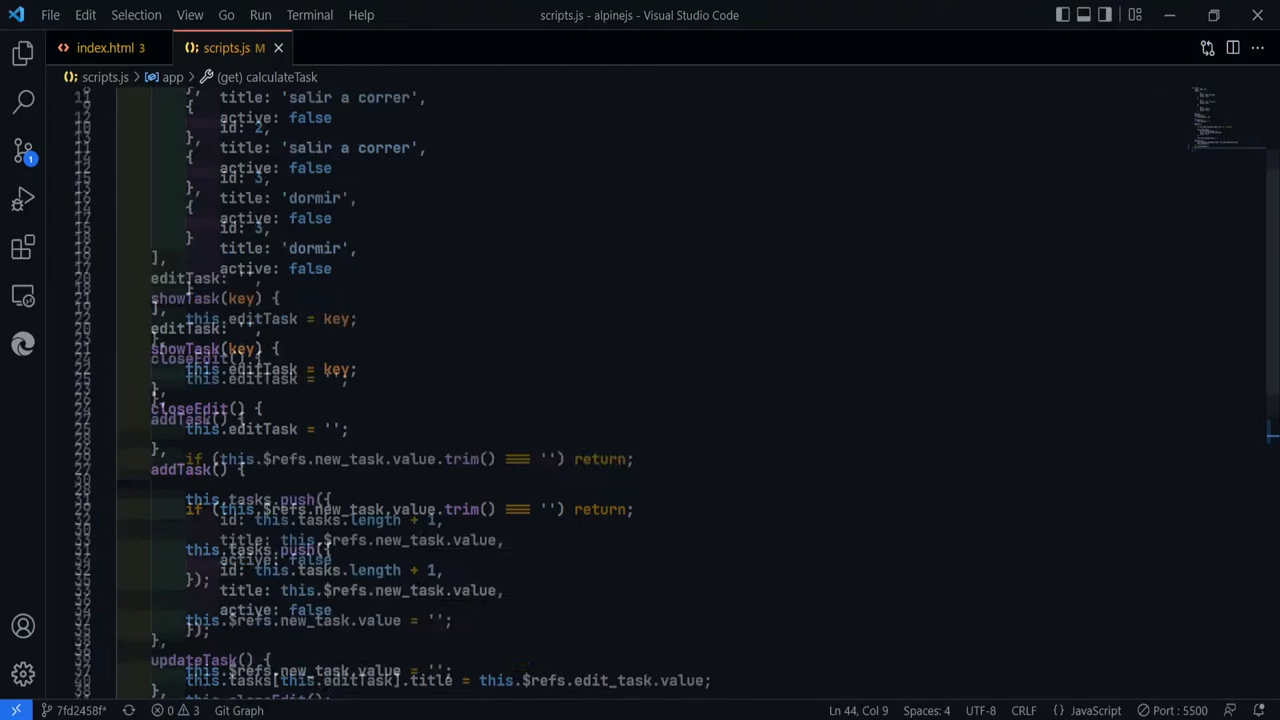 File Edit Selection View Go Run Terminal Help
scripts.js - alpinejs - Visual Studio Code
index.html 3
scripts.js M
scripts.js > app > (get) calculateTask
title: 'salir a correr',
active: false
id: 2,
},
{
title: 'salir a correr',
active: false
id: 3,
},
{
title: 'dormir',
active: false
id: 3,
}
title: 'dormir',
active: false
],
editTask: '',
showTask(key) {
this.editTask = key;
editTask: '',
showTask(key) {
closeEdit() {
this.editTask = key;
this.editTask = '';
},
closeEdit() {
addTask() {
this.editTask = '';
},
if (this.$refs.new_task.value.trim() === '') return;
addTask() {
this.tasks.push({
if (this.$refs.new_task.value.trim() === '') return;
id: this.tasks.length + 1,
title: this.$refs.new_task.value,
this.tasks.push({
active: false
id: this.tasks.length + 1,
});
title: this.$refs.new_task.value,
active: false
this.$refs.new_task.value = '';
});
},
updateTask() {
this.$refs.new_task.value = '';
this.tasks[this.editTask].title = this.$refs.edit_task.value;
},
this.closeEdit();
7fd2458f* 0 3 Git Graph
Ln 44, Col 9 Spaces: 4 UTF-8 CRLF {} JavaScript Port : 5500